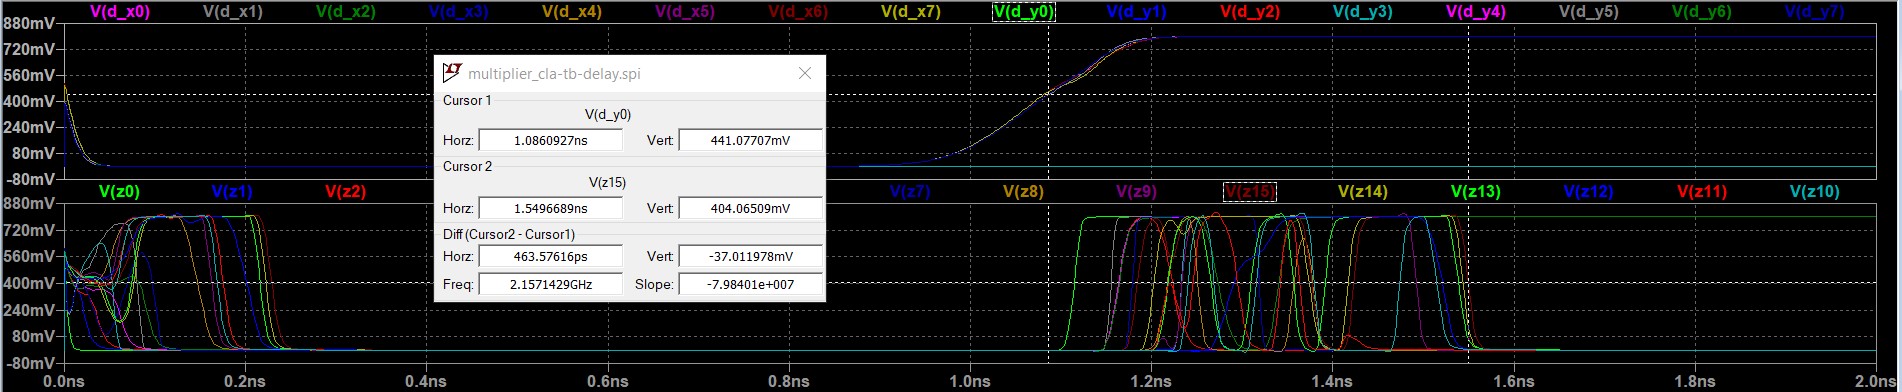 V(d_x0) V(d_x1) V(d_x2) V(d_x3) V(d_x4) V(d_x5) V(d_x6) V(d_x7) V(d_y0) V(d_y1) V(d_y2) V(d_y3) V(d_y4) V(d_y5) V(d_y6) V(d_y7)
880mV
720mV
560mV
400mV
240mV
80mV
-80mV
multiplier_cla-tb-delay.spi
Cursor 1
V(d_y0)
Horz: 1.0860927ns Vert: 441.07707mV
Cursor 2
V(z15)
Horz: 1.5496689ns Vert: 404.06509mV
Diff (Cursor2 - Cursor1)
Horz: 463.57616ps Vert: -37.011978mV
Freq: 2.1571429GHz Slope: -7.98401e+007
V(z0) V(z1) V(z2) V(z7) V(z8) V(z9) V(z15) V(z14) V(z13) V(z12) V(z11) V(z10)
880mV
720mV
560mV
400mV
240mV
80mV
-80mV
0.0ns 0.2ns 0.4ns 0.6ns 0.8ns 1.0ns 1.2ns 1.4ns 1.6ns 1.8ns 2.0ns